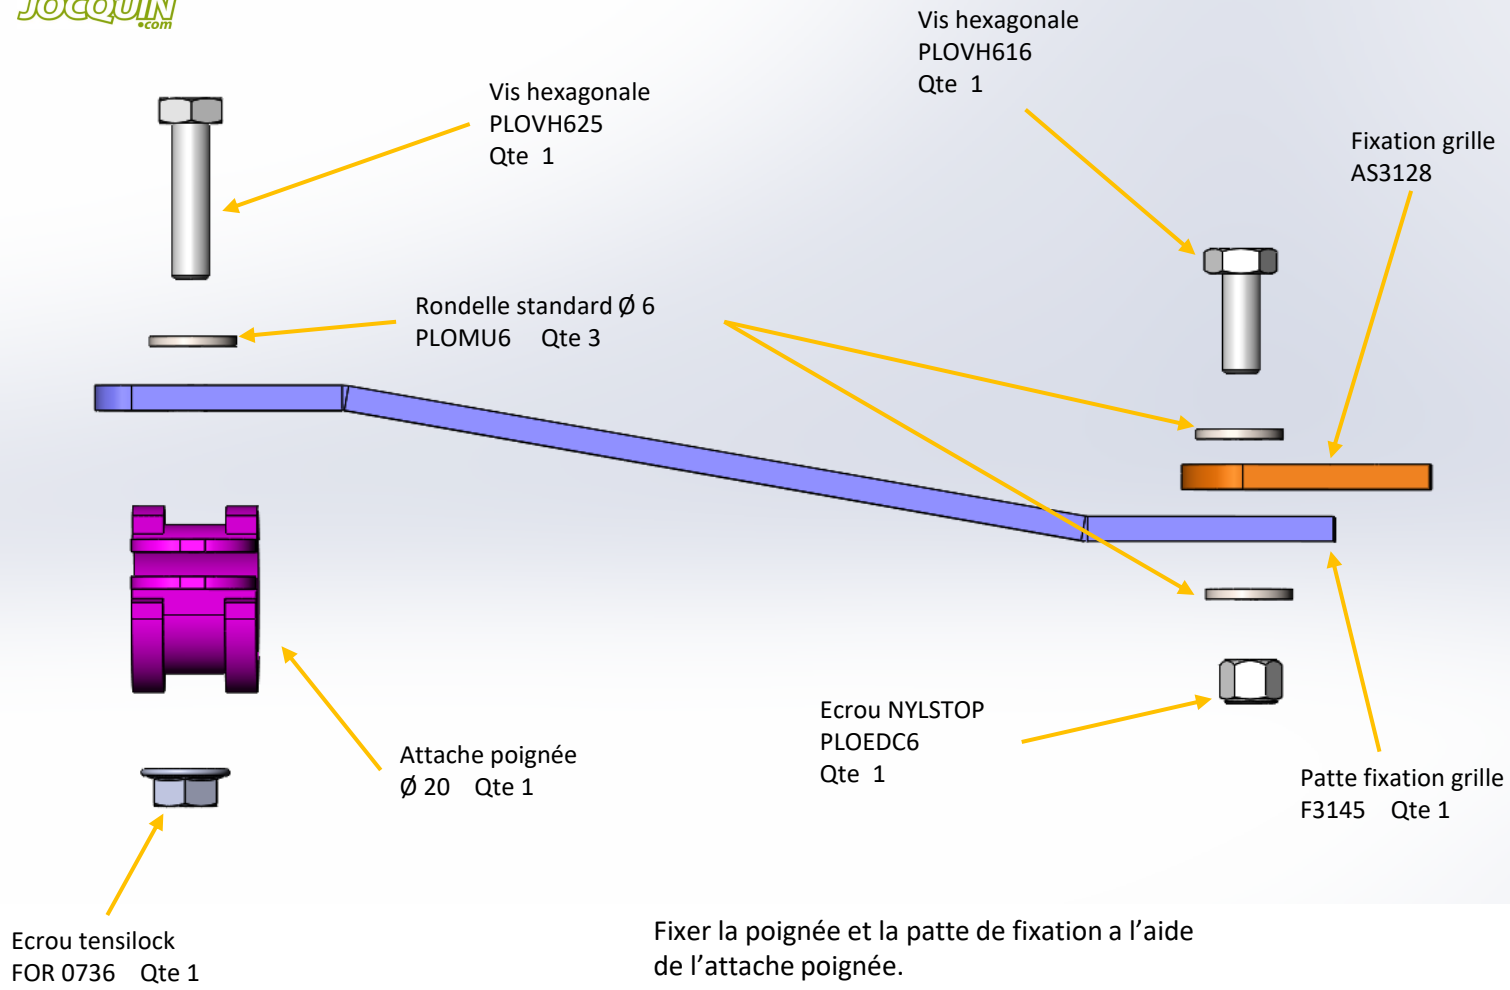 JOCQUIN
•com
Vis hexagonale
PLOVH616
Qte 1
Vis hexagonale
PLOVH625
Qte 1
Fixation grille
AS3128
Rondelle standard Ø 6
PLOMU6 Qte 3
Ecrou NYLSTOP
PLOEDC6
Qte 1
Attache poignée
Ø 20 Qte 1
Patte fixation grille
F3145 Qte 1
Ecrou tensilock
FOR 0736 Qte 1
Fixer la poignée et la patte de fixation a l’aide
de l’attache poignée.